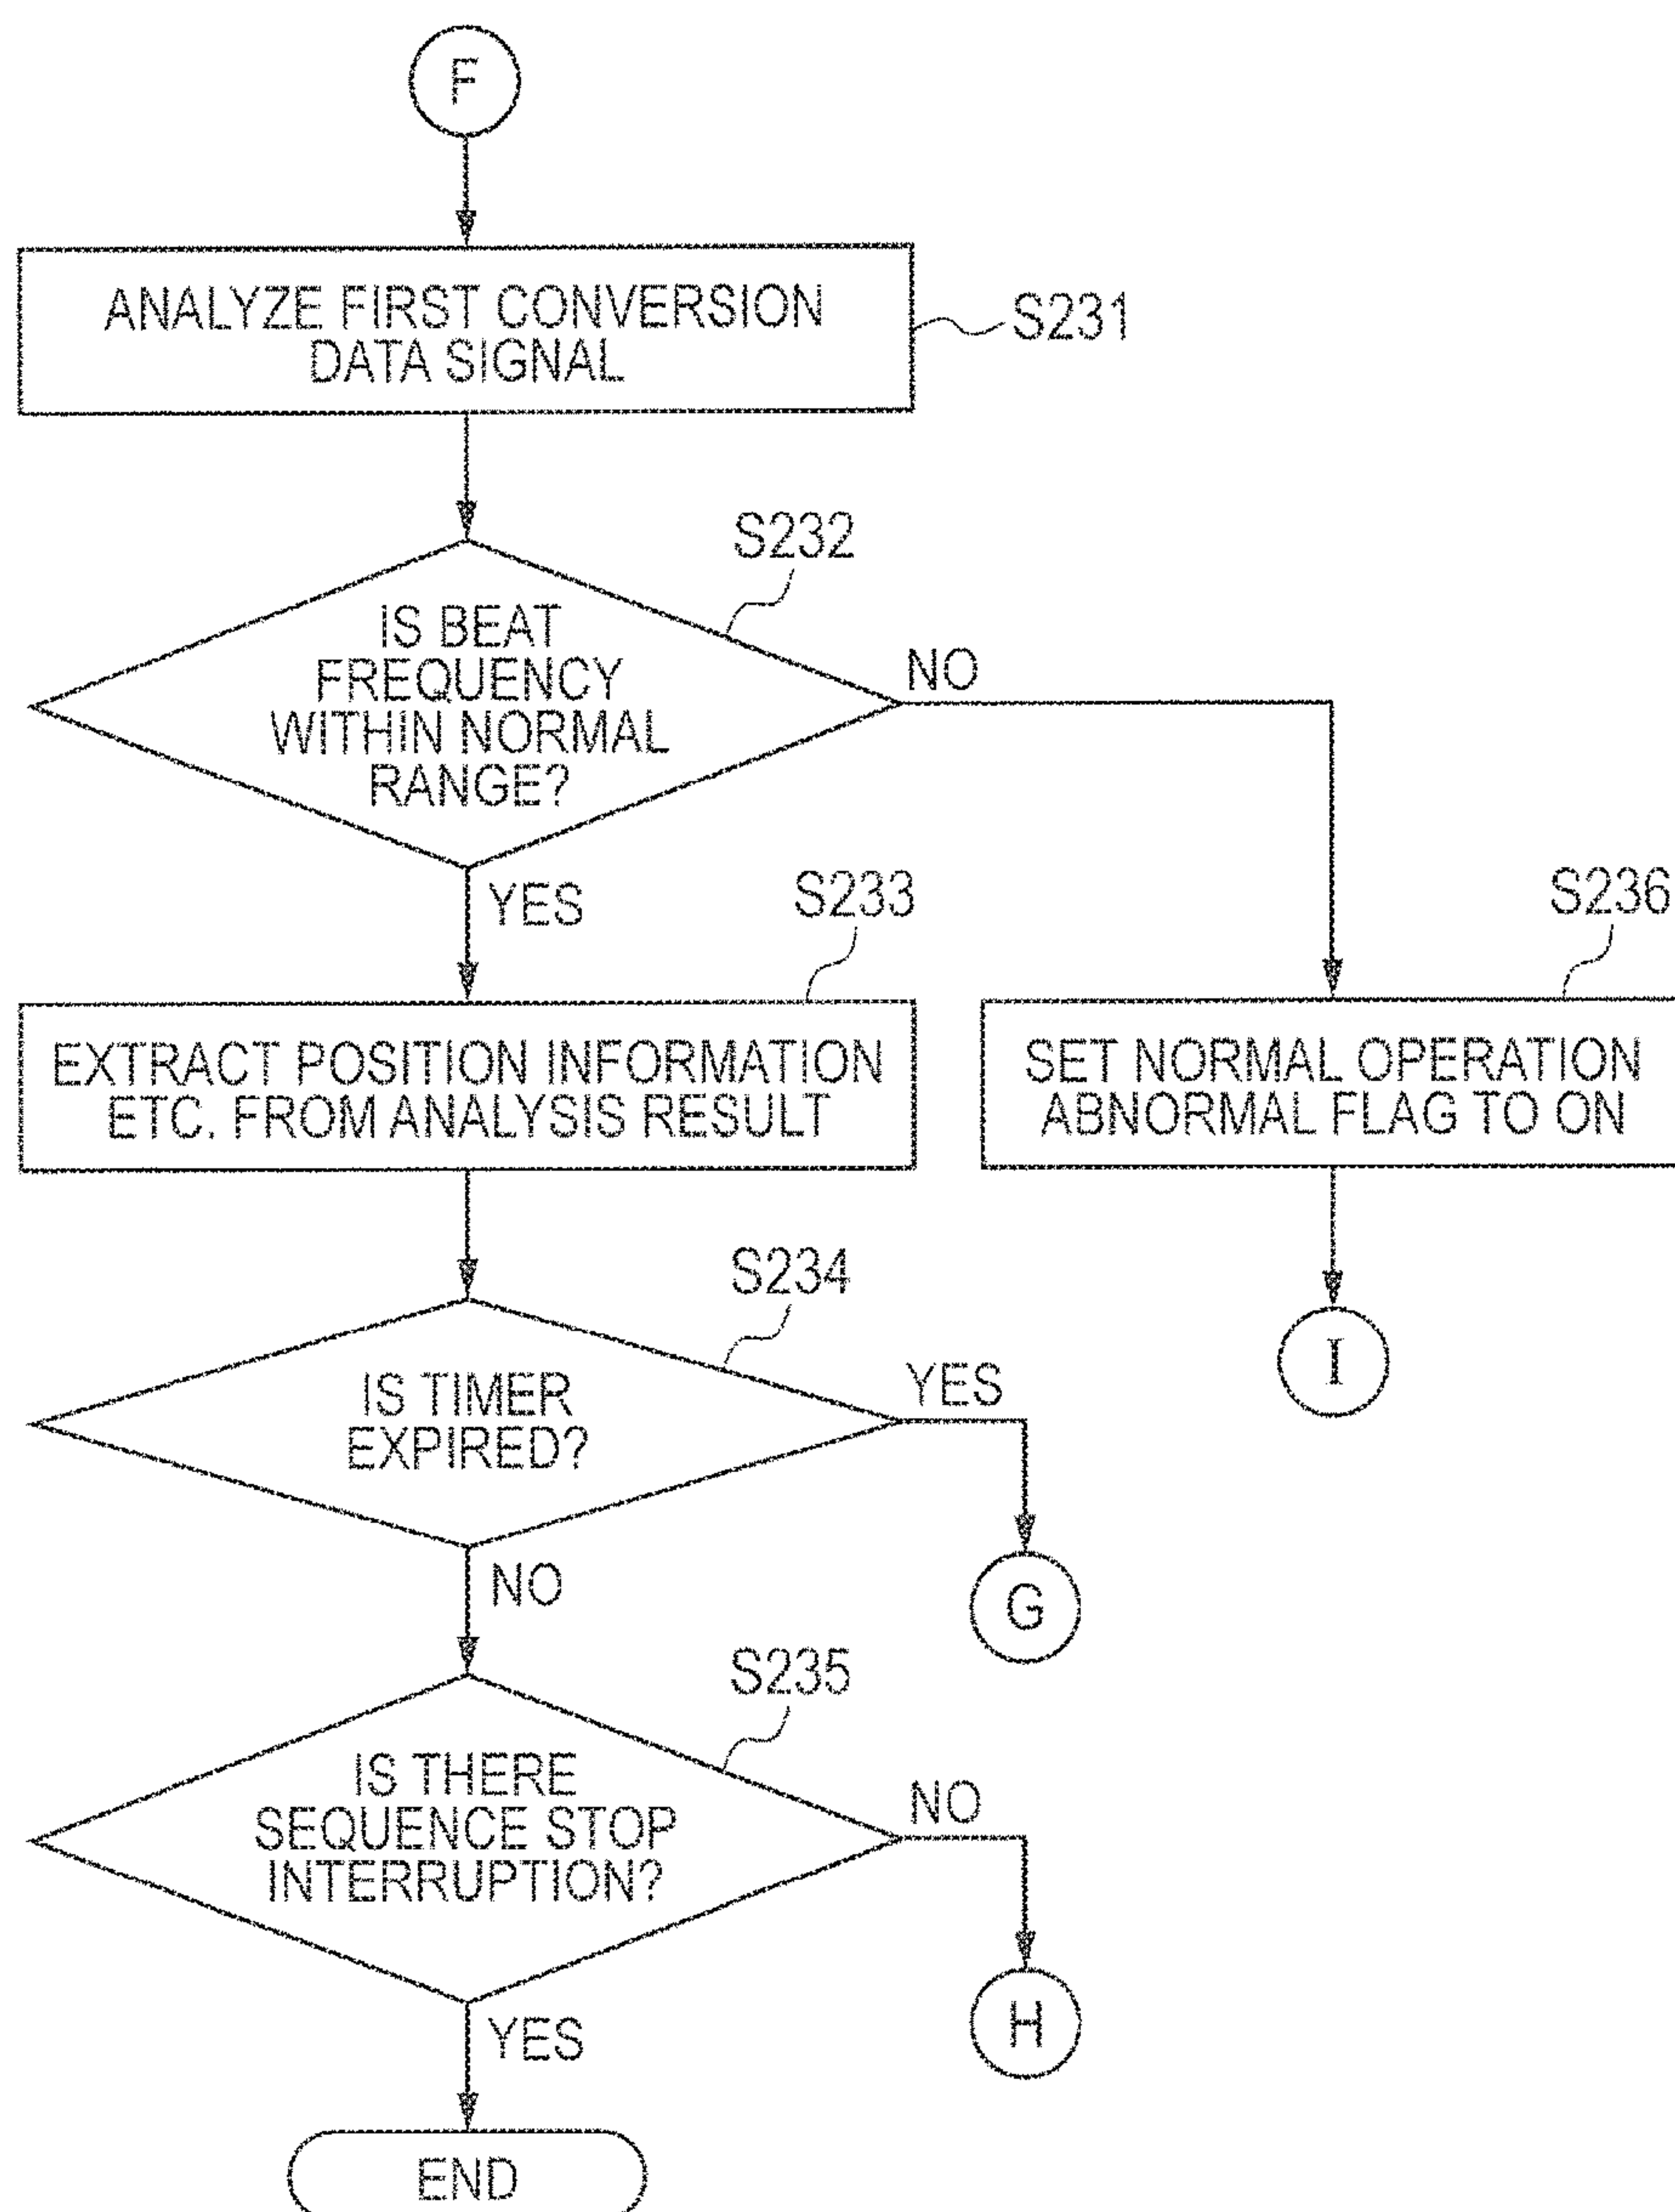 F
ANALYZE FIRST CONVERSION
DATA SIGNAL
S231
S232
IS BEAT
FREQUENCY
WITHIN NORMAL
RANGE?
NO
YES
S233
S236
EXTRACT POSITION INFORMATION
ETC. FROM ANALYSIS RESULT
SET NORMAL OPERATION
ABNORMAL FLAG TO ON
S234
IS TIMER
EXPIRED?
YES
I
NO
G
S235
IS THERE
SEQUENCE STOP
INTERRUPTION?
NO
YES
H
END